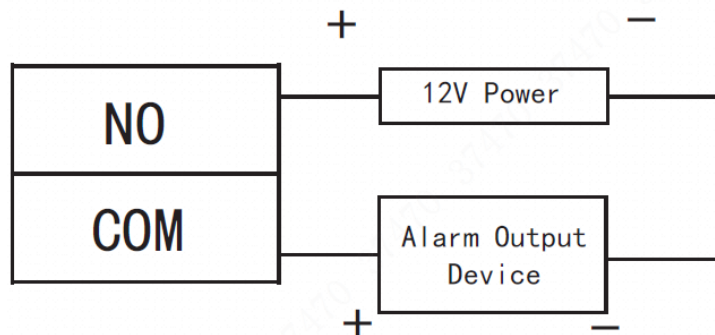 + −
NO
12V Power
COM
Alarm Output
Device
+ −